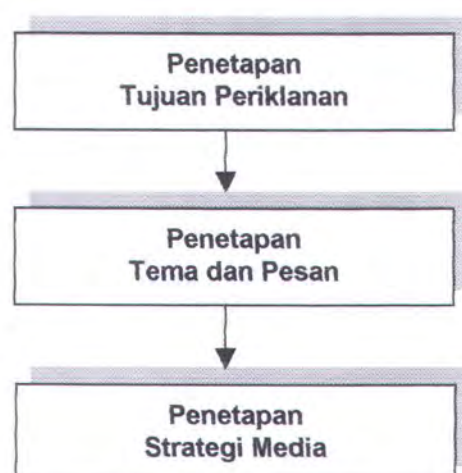 Penetapan
Tujuan Periklanan
Penetapan
Tema dan Pesan
Penetapan
Strategi Media